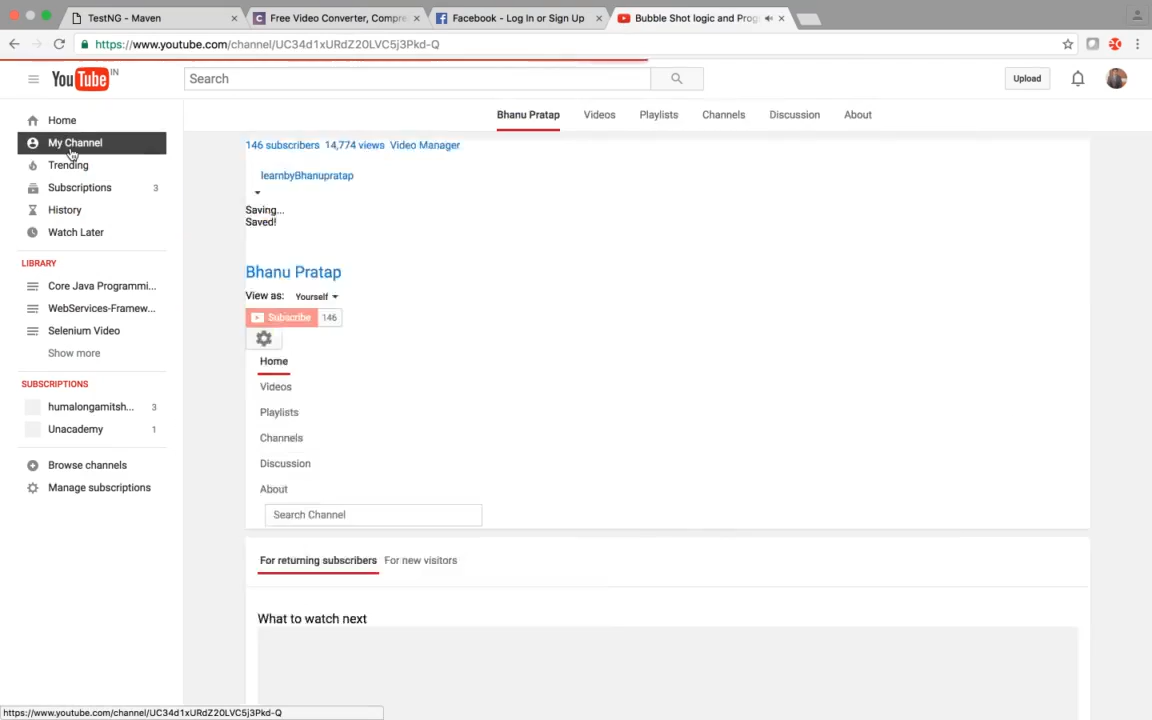 TestNG - Maven
Free Video Converter, Compre
Facebook - Log In or Sign Up
Bubble Shot logic and Prog
https://www.youtube.com/channel/UC34d1xURdZ20LVC5j3Pkd-Q
YouTube IN
Search
Upload
Home
My Channel
Trending
Subscriptions 3
History
Watch Later
LIBRARY
Core Java Programmi...
WebServices-Framew...
Selenium Video
Show more
SUBSCRIPTIONS
humalongamitsh... 3
Unacademy 1
Browse channels
Manage subscriptions
Bhanu Pratap Videos Playlists Channels Discussion About
146 subscribers 14,774 views Video Manager
learnbyBhanupratap
Saving...
Saved!
Bhanu Pratap
View as: Yourself
Subscribe 146
Home
Videos
Playlists
Channels
Discussion
About
Search Channel
For returning subscribers For new visitors
What to watch next
https://www.youtube.com/channel/UC34d1xURdZ20LVC5j3Pkd-Q